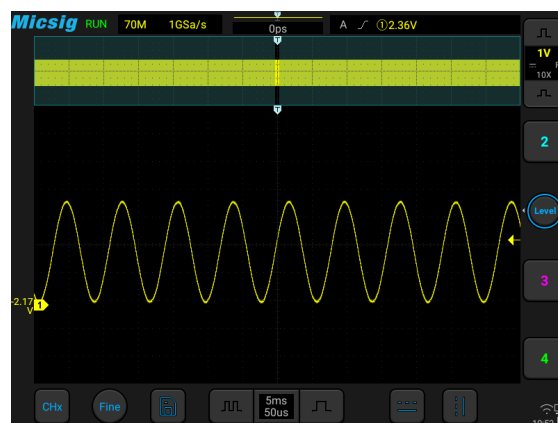 Micsig RUN 70M 1GSa/s 0ps A ①2.36V
T
1V
10X
T
2
Level
-2.17
V
1
3
4
CHx Fine 5ms
50us